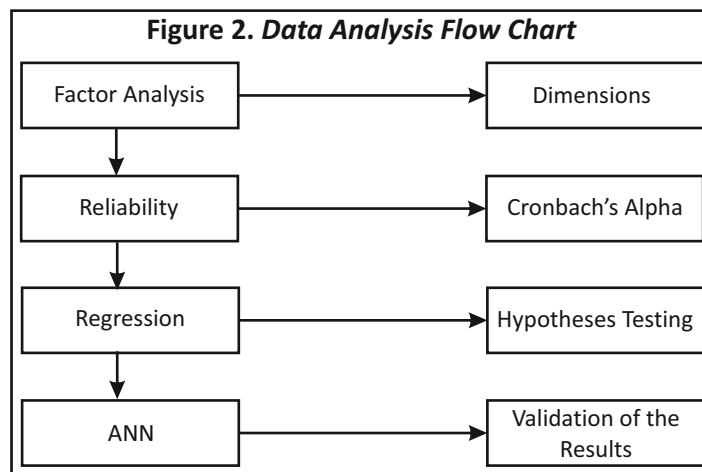 Figure 2. Data Analysis Flow Chart
Factor Analysis
Dimensions
Reliability
Cronbach’s Alpha
Regression
Hypotheses Testing
ANN
Validation of the
Results